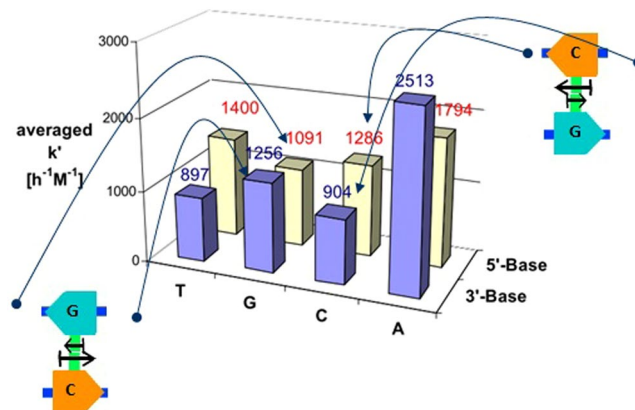 3000
2000
1000
0
averaged
k'
[h⁻¹M⁻¹]
897
1400
1256
1091
904
1286
2513
1794
T
G
C
A
5'-Base
3'-Base
G
C
C
G